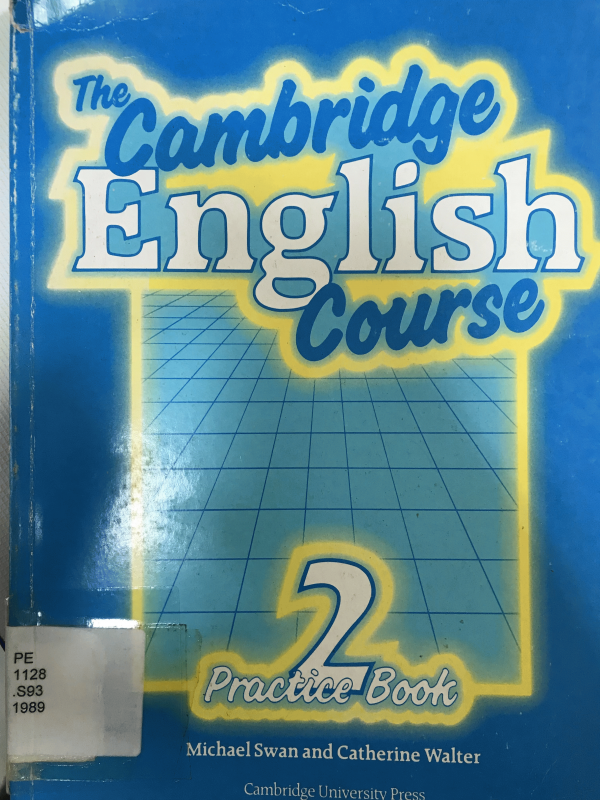 The
Cambridge
English
Course
2
Practice Book
PE
1128
.S93
1989
Michael Swan and Catherine Walter
Cambridge University Press